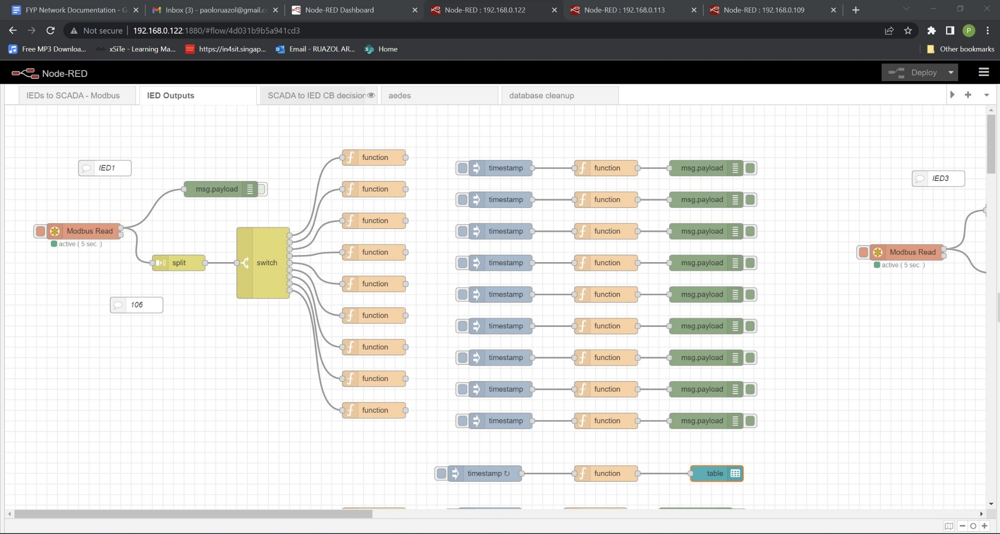 FYP Network Documentation - G
Inbox (3) - paoloruazol@gmail.c
Node-RED Dashboard
Node-RED : 192.168.0.122
Node-RED : 192.168.0.113
Node-RED : 192.168.0.109
Not secure
192.168.0.122:1880/#flow/4d031b9b5a941cd3
P
Free MP3 Downloa...
xSiTe - Learning Ma...
https://in4sit.singap...
Email - RUAZOL AR...
Home
Other bookmarks
Node-RED
Deploy
IEDs to SCADA - Modbus
IED Outputs
SCADA to IED CB decision
aedes
database cleanup
IED1
msg.payload
Modbus Read
active ( 5 sec. )
split
switch
106
function
function
function
function
function
function
function
function
function
timestamp function msg.payload
timestamp function msg.payload
timestamp function msg.payload
timestamp function msg.payload
timestamp function msg.payload
timestamp function msg.payload
timestamp function msg.payload
timestamp function msg.payload
timestamp function msg.payload
timestamp ↻ function table
IED3
Modbus Read
active ( 5 sec. )